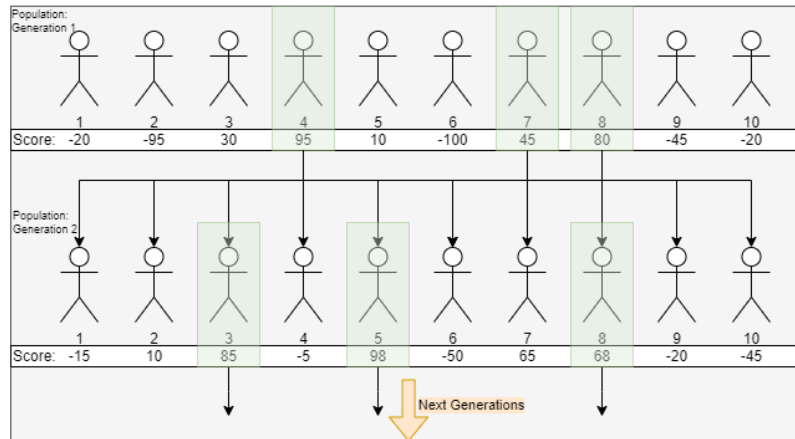 Population:
Generation 1
1 2 3 4 5 6 7 8 9 10
Score: -20 -95 30 95 10 -100 45 80 -45 -20
Population:
Generation 2
1 2 3 4 5 6 7 8 9 10
Score: -15 10 85 -5 98 -50 65 68 -20 -45
Next Generations